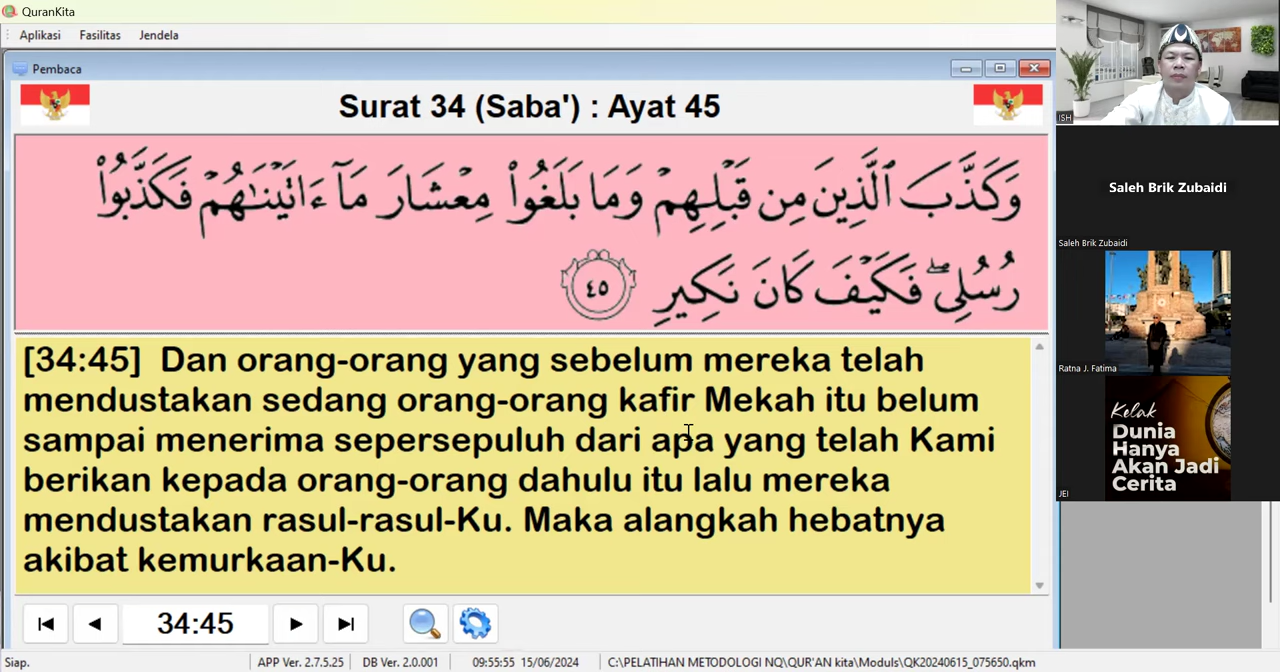 QuranKita
Aplikasi Fasilitas Jendela
Pembaca
Surat 34 (Saba') : Ayat 45
وَكَذَّبَ ٱلَّذِينَ مِن قَبْلِهِمْ وَمَا بَلَغُوا۟ مِعْشَارَ مَآ ءَاتَيْنَٰهُمْ فَكَذَّبُوا۟
رُسُلِى ۖ فَكَيْفَ كَانَ نَكِيرِ ٤٥
[34:45] Dan orang-orang yang sebelum mereka telah
mendustakan sedang orang-orang kafir Mekah itu belum
sampai menerima sepersepuluh dari apa yang telah Kami
berikan kepada orang-orang dahulu itu lalu mereka
mendustakan rasul-rasul-Ku. Maka alangkah hebatnya
akibat kemurkaan-Ku.
34:45
Siap. APP Ver. 2.7.5.25 DB Ver. 2.0.001 09:55:55 15/06/2024 C:\PELATIHAN METODOLOGI NQ\QUR'AN kita\Moduls\QK20240615_075650.qkm
ISH
Saleh Brik Zubaidi
Saleh Brik Zubaidi
Ratna J. Fatima
Kelak
Dunia
Hanya
Akan Jadi
Cerita
JEI